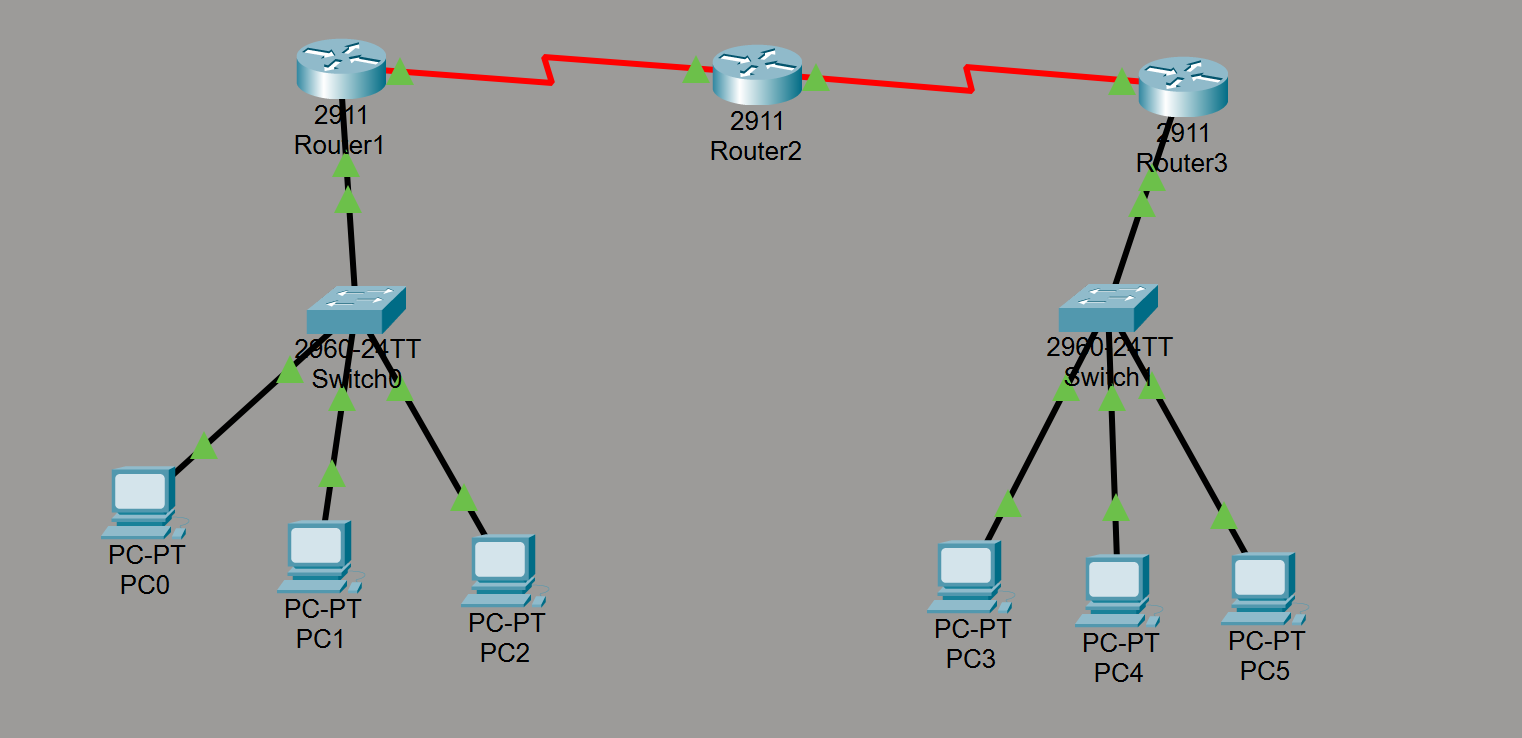 2911
Router1
2911
Router2
2911
Router3
2960-24TT
Switch0
2960-24TT
Switch1
PC-PT
PC0
PC-PT
PC1
PC-PT
PC2
PC-PT
PC3
PC-PT
PC4
PC-PT
PC5